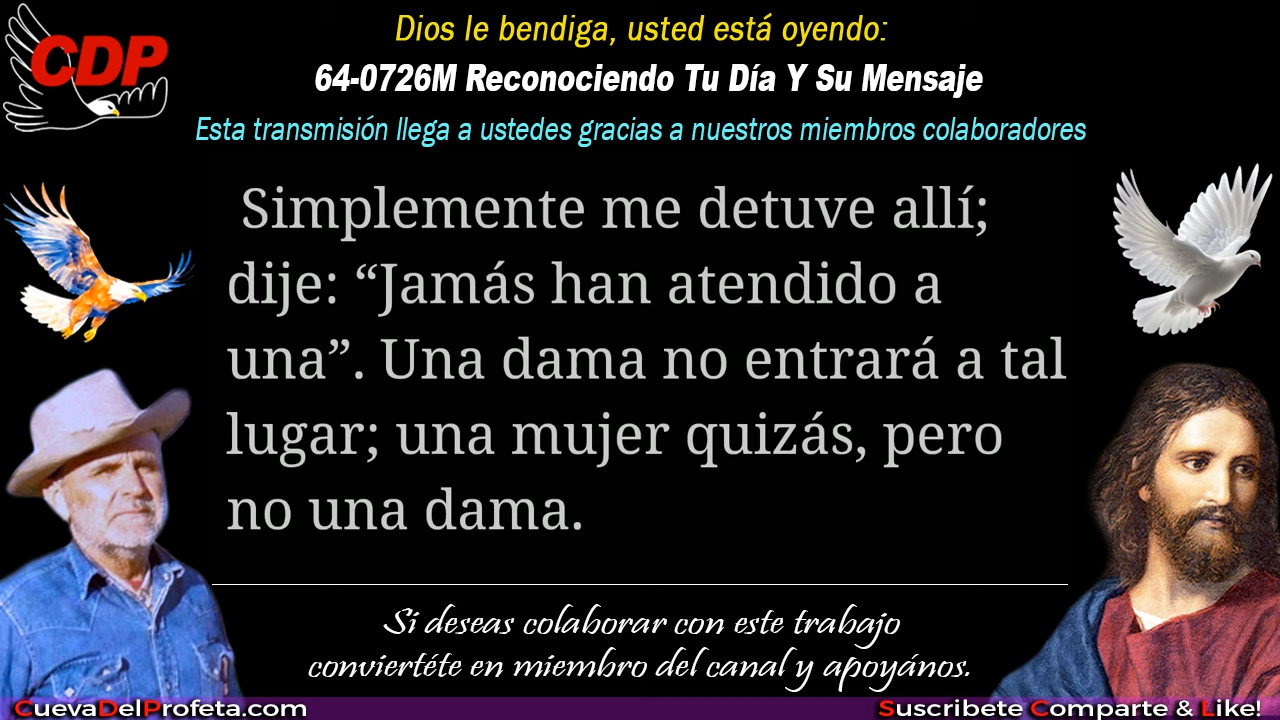 CDP
Dios le bendiga, usted está oyendo:
64-0726M Reconociendo Tu Día Y Su Mensaje
Esta transmisión llega a ustedes gracias a nuestros miembros colaboradores
Simplemente me detuve allí;
dije: “Jamás han atendido a
una”. Una dama no entrará a tal
lugar; una mujer quizás, pero
no una dama.
Si deseas colaborar con este trabajo
conviertéte en miembro del canal y apoyános.
CuevaDelProfeta.com
Suscribete Comparte & Like!